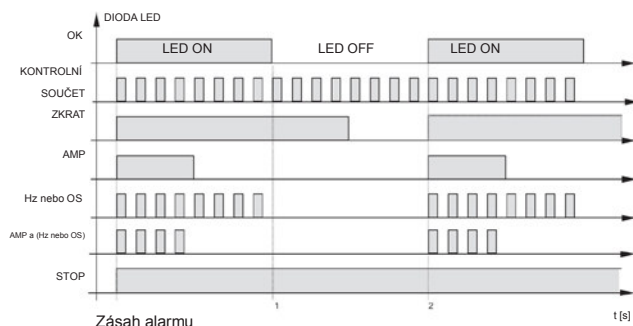 DIODA LED
OK
LED ON
LED OFF
LED ON
KONTROLNÍ
SOUČET
ZKRAT
AMP
Hz nebo OS
AMP a (Hz nebo OS)
STOP
1
2
t [s]
Zásah alarmu